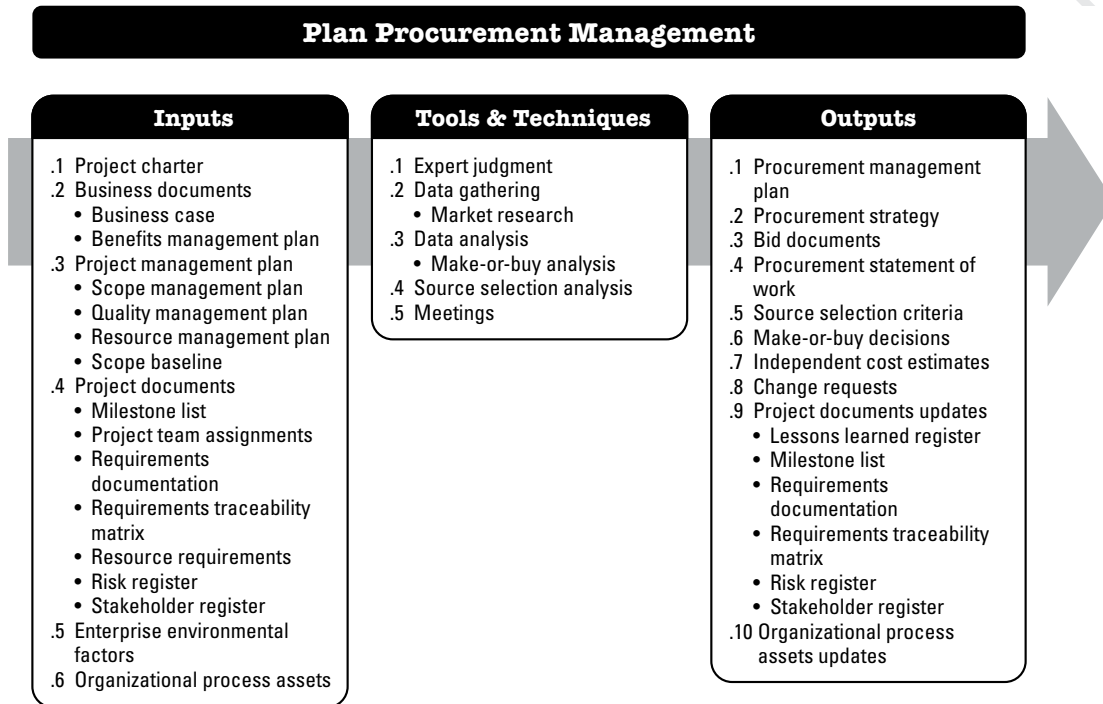 Plan Procurement Management
Inputs
.1 Project charter
.2 Business documents
• Business case
• Benefits management plan
.3 Project management plan
• Scope management plan
• Quality management plan
• Resource management plan
• Scope baseline
.4 Project documents
• Milestone list
• Project team assignments
• Requirements
documentation
• Requirements traceability
matrix
• Resource requirements
• Risk register
• Stakeholder register
.5 Enterprise environmental
factors
.6 Organizational process assets
Tools & Techniques
.1 Expert judgment
.2 Data gathering
• Market research
.3 Data analysis
• Make-or-buy analysis
.4 Source selection analysis
.5 Meetings
Outputs
.1 Procurement management
plan
.2 Procurement strategy
.3 Bid documents
.4 Procurement statement of
work
.5 Source selection criteria
.6 Make-or-buy decisions
.7 Independent cost estimates
.8 Change requests
.9 Project documents updates
• Lessons learned register
• Milestone list
• Requirements
documentation
• Requirements traceability
matrix
• Risk register
• Stakeholder register
.10 Organizational process
assets updates